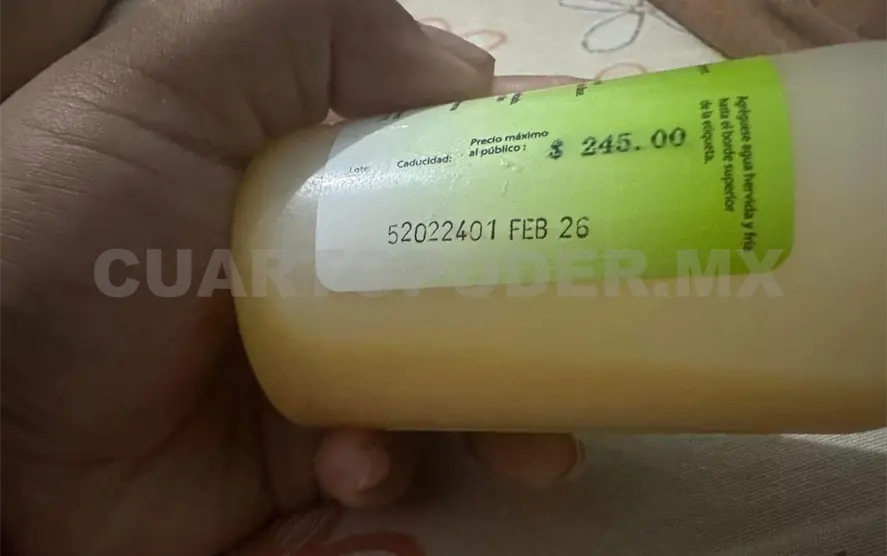 Precio máximo
al público :
$ 245.00
Lote:
Caducidad:
52022401 FEB 26
Agréguese agua hervida y fría
hasta el borde superior
de la etiqueta.
CUARTOPODER.MX